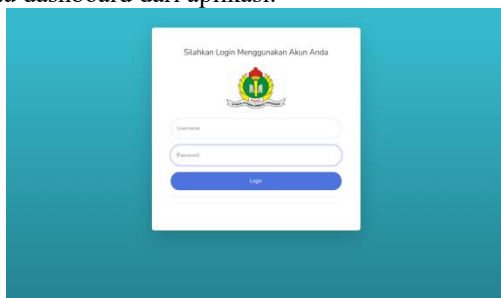 dashboard dari aplikasi.
Silahkan Login Menggunakan Akun Anda
Username
Password
Login